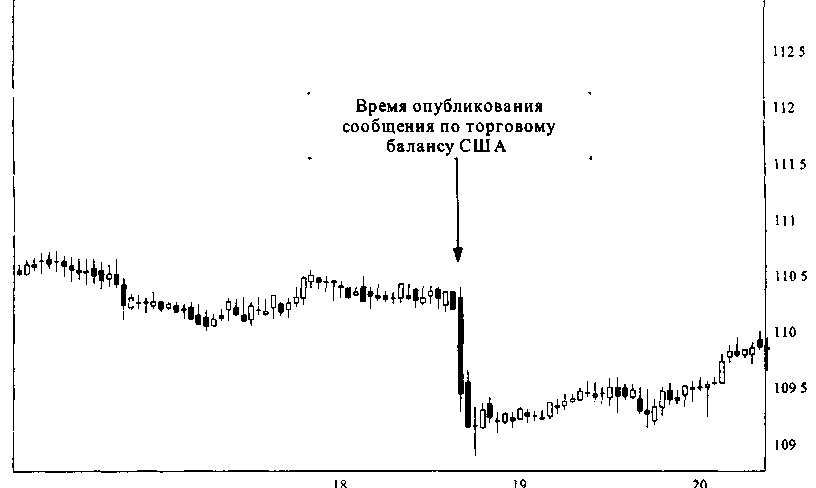 112 5
Время опубликования
112
сообщения по торговому
балансу США
111 5
111
110 5
110
109 5
109
18 19 20